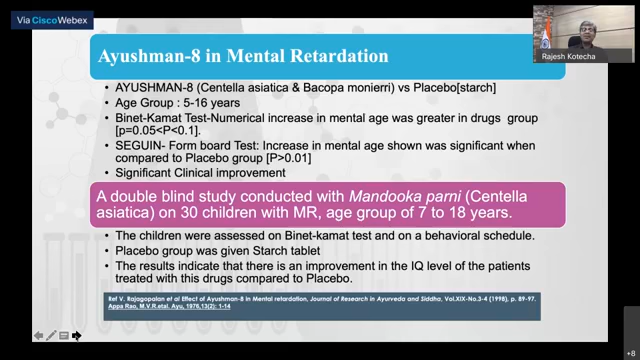 Via CiscoWebex
Rajesh Kotecha
Ayushman-8 in Mental Retardation
• AYUSHMAN-8 (Centella asiatica & Bacopa monierri) vs Placebo[starch]
• Age Group : 5-16 years
• Binet-Kamat Test-Numerical increase in mental age was greater in drugs group
[p=0.05<P<0.1].
• SEGUIN- Form board Test: Increase in mental age shown was significant when
compared to Placebo group [P>0.01]
• Significant Clinical improvement
A double blind study conducted with Mandooka parni (Centella
asiatica) on 30 children with MR, age group of 7 to 18 years.
• The children were assessed on Binet-kamat test and on a behavioral schedule.
• Placebo group was given Starch tablet
• The results indicate that there is an improvement in the IQ level of the patients
treated with this drugs compared to Placebo.
Ref V. Rajagopalan et al Effect of Ayushman-8 in Mental retardation, Journal of Research in Ayurveda and Siddha, Vol.XIX-No.3-4 (1998), p. 89-97.
Appa Rao, M.V.R.etal. Ayu, 1976,13(2): 1-14
+8